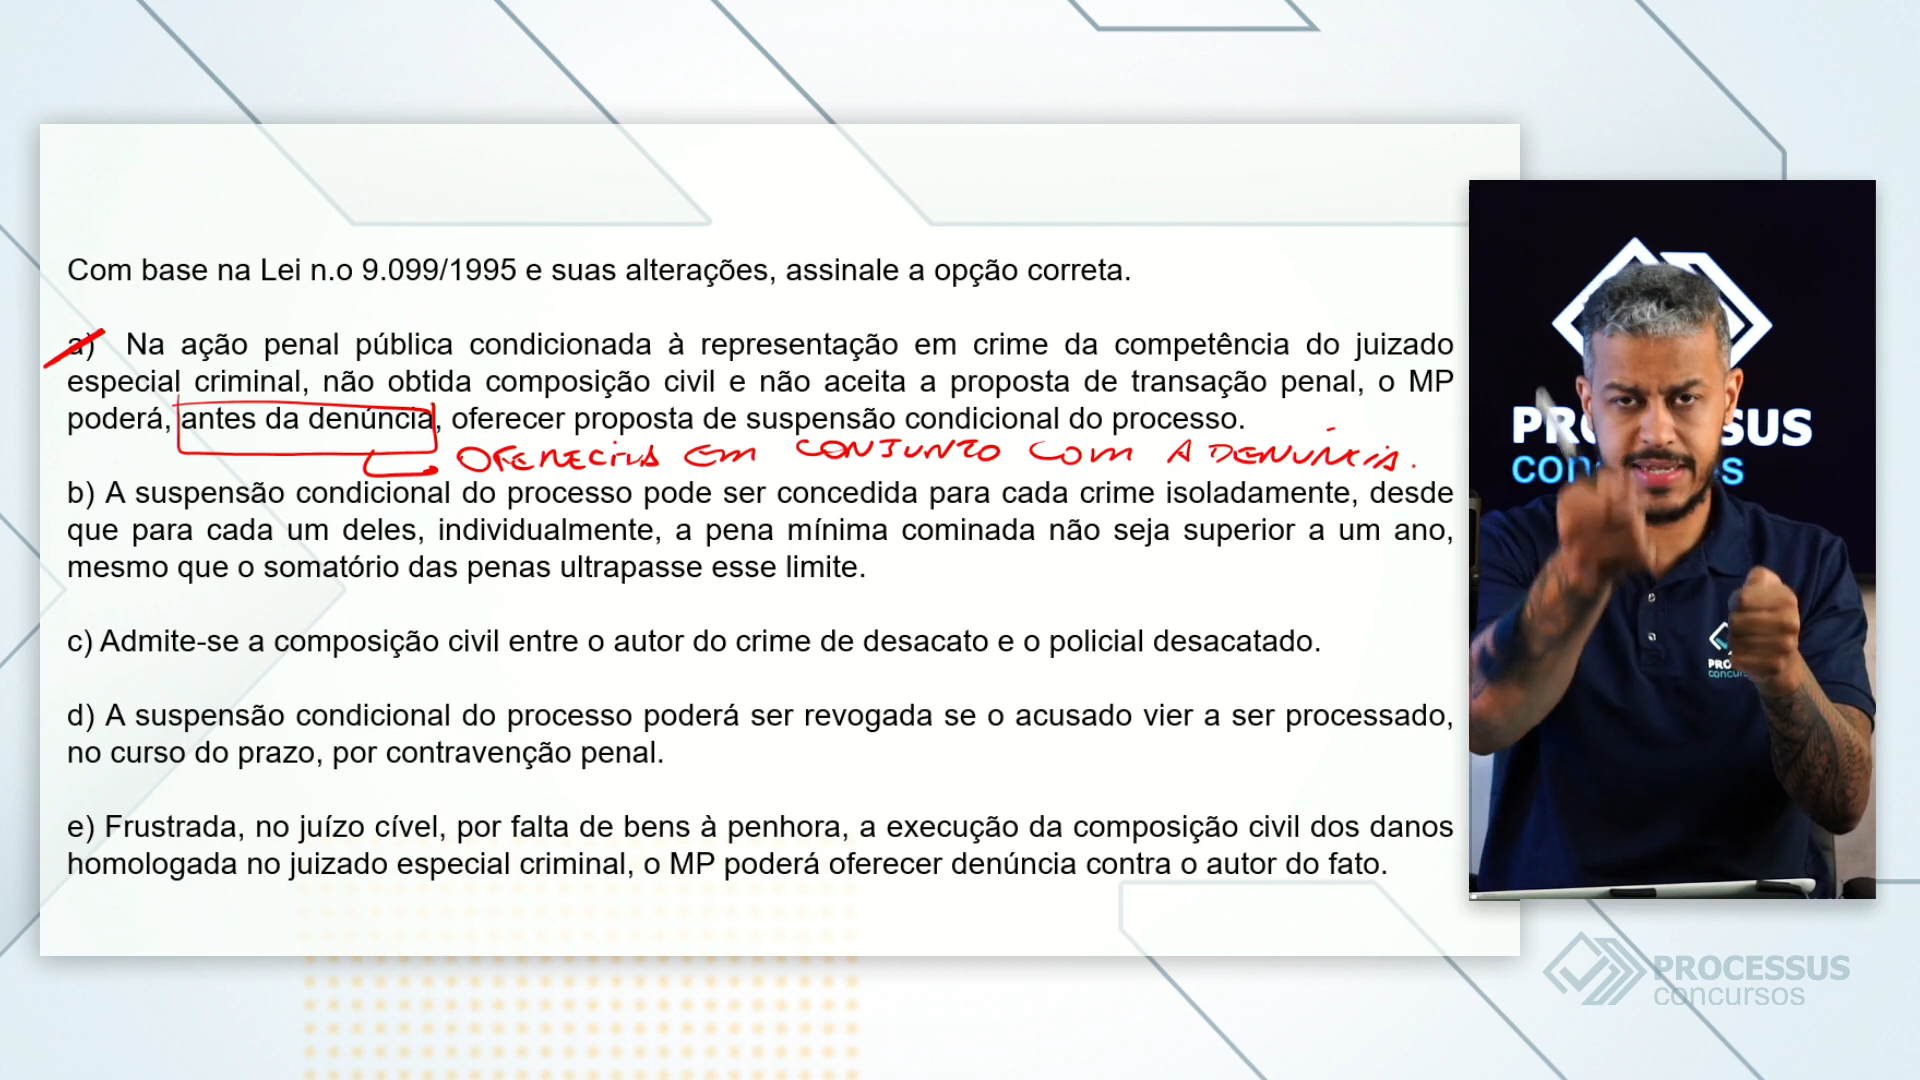 Com base na Lei n.o 9.099/1995 e suas alterações, assinale a opção correta.
a) Na ação penal pública condicionada à representação em crime da competência do juizado
especial criminal, não obtida composição civil e não aceita a proposta de transação penal, o MP
poderá, antes da denúncia, oferecer proposta de suspensão condicional do processo.
EM CONJUNTO COM A DENÚNCIA.
b) A suspensão condicional do processo pode ser concedida para cada crime isoladamente, desde
que para cada um deles, individualmente, a pena mínima cominada não seja superior a um ano,
mesmo que o somatório das penas ultrapasse esse limite.
c) Admite-se a composição civil entre o autor do crime de desacato e o policial desacatado.
d) A suspensão condicional do processo poderá ser revogada se o acusado vier a ser processado,
no curso do prazo, por contravenção penal.
e) Frustrada, no juízo cível, por falta de bens à penhora, a execução da composição civil dos danos
homologada no juizado especial criminal, o MP poderá oferecer denúncia contra o autor do fato.
PROCESSUS
concursos